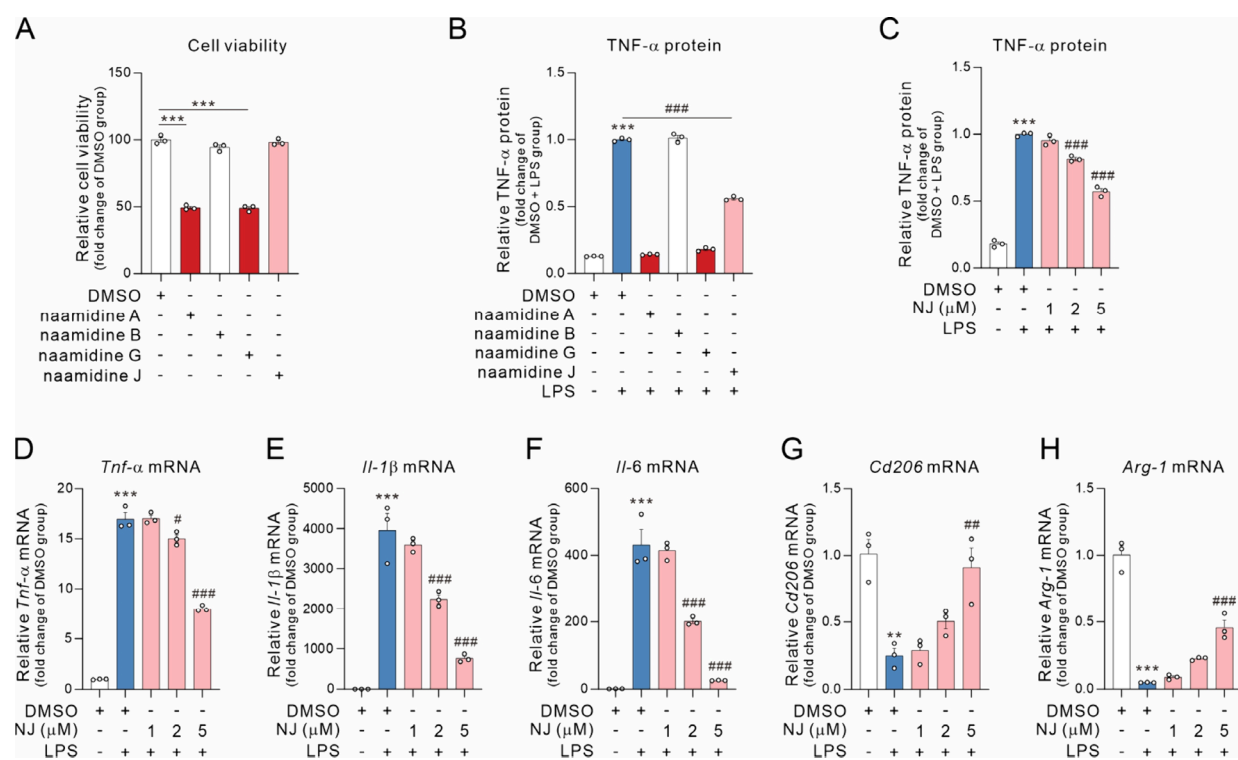 A
Cell viability
Relative cell viability
(fold change of DMSO group)
150
100
50
0
***
***
DMSO + - - - -
naamidine A - + - - -
naamidine B - - + - -
naamidine G - - - + -
naamidine J - - - - +
B
TNF-α protein
Relative TNF-α protein
(fold change of
DMSO + LPS group)
1.5
1.0
0.5
0.0
***
###
DMSO + + - - - -
naamidine A - - + - - -
naamidine B - - - + - -
naamidine G - - - - + -
naamidine J - - - - - +
LPS - + + + + +
C
TNF-α protein
Relative TNF-α protein
(fold change of
DMSO + LPS group)
1.5
1.0
0.5
0.0
***
###
###
DMSO + + - - -
NJ (μM) - - 1 2 5
LPS - + + + +
D
Tnf-α mRNA
Relative Tnf-α mRNA
(fold change of DMSO group)
20
15
10
5
0
***
#
###
DMSO + + - - -
NJ (μM) - - 1 2 5
LPS - + + + +
E
Il-1β mRNA
Relative Il-1β mRNA
(fold change of DMSO group)
5000
4000
3000
2000
1000
0
***
###
###
DMSO + + - - -
NJ (μM) - - 1 2 5
LPS - + + + +
F
Il-6 mRNA
Relative Il-6 mRNA
(fold change of DMSO group)
600
400
200
0
***
###
###
DMSO + + - - -
NJ (μM) - - 1 2 5
LPS - + + + +
G
Cd206 mRNA
Relative Cd206 mRNA
(fold change of DMSO group)
1.5
1.0
0.5
0.0
**
##
DMSO + + - - -
NJ (μM) - - 1 2 5
LPS - + + + +
H
Arg-1 mRNA
Relative Arg-1 mRNA
(fold change of DMSO group)
1.5
1.0
0.5
0.0
***
###
DMSO + + - - -
NJ (μM) - - 1 2 5
LPS - + + + +